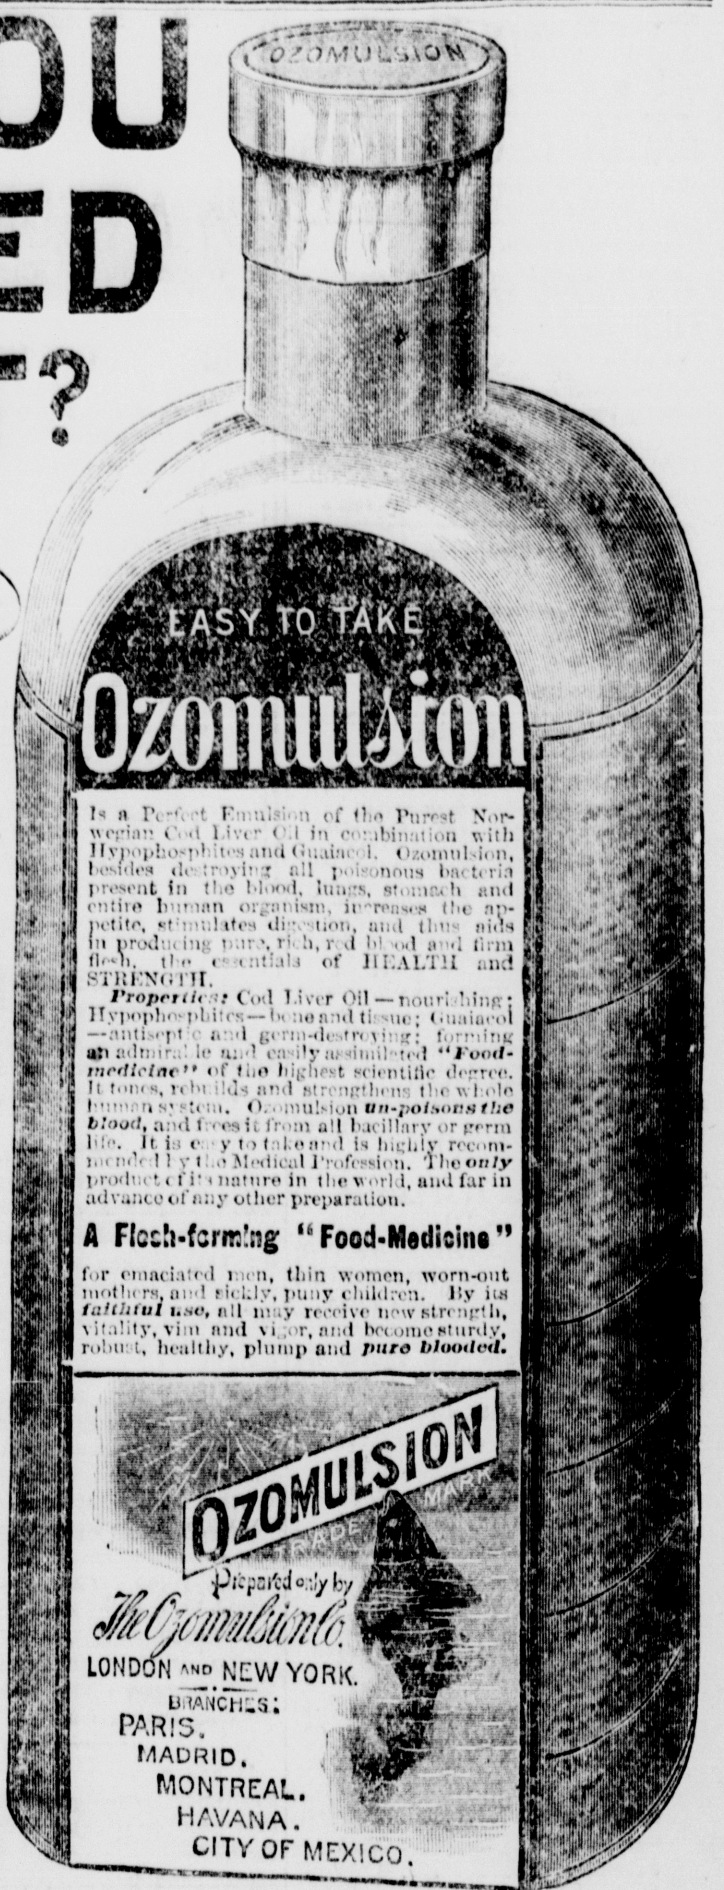 OU
ED
?
OZOMULSION
EASY TO TAKE
Ozomulsion
Is a Perfect Emulsion of the Purest Nor-
wegian Cod Liver Oil in combination with
Hypophosphites and Guaiacol. Ozomulsion,
besides destroying all poisonous bacteria
present in the blood, lungs, stomach and
entire human organism, increases the ap-
petite, stimulates digestion, and thus aids
in producing pure, rich, red blood and firm
flesh, the essentials of HEALTH and
STRENGTH.
Properties: Cod Liver Oil — nourishing;
Hypophosphites — bone and tissue; Guaiacol
— antiseptic and germ-destroying; forming
an admirable and easily assimilated "Food-
medicine" of the highest scientific degree.
It tones, rebuilds and strengthens the whole
human system. Ozomulsion un-poisons the
blood, and frees it from all bacillary or germ
life. It is easy to take and is highly recom-
mended by the Medical Profession. The only
product of its nature in the world, and far in
advance of any other preparation.
A Flesh-forming "Food-Medicine"
for emaciated men, thin women, worn-out
mothers, and sickly, puny children. By its
faithful use, all may receive new strength,
vitality, vim and vigor, and become sturdy,
robust, healthy, plump and pure blooded.
OZOMULSION
TRADE MARK
Prepared only by
The Ozomulsion Co.
LONDON AND NEW YORK.
BRANCHES:
PARIS.
MADRID.
MONTREAL.
HAVANA.
CITY OF MEXICO.